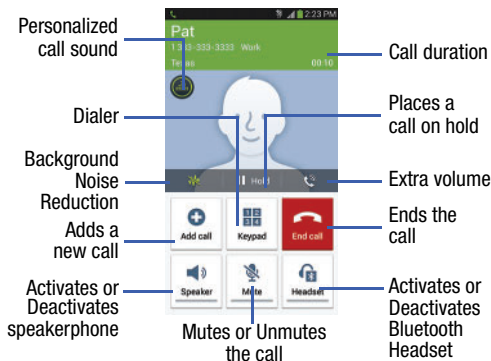 Personalized
call sound
2:23 PM
Pat
1 333-333-3333 Work
Texas
00:10
Call duration
Dialer
Places a
call on hold
Background
Noise
Reduction
Hold
Extra volume
Adds a
new call
Add call
Keypad
End call
Ends the
call
Activates or
Deactivates
speakerphone
Speaker
Mute
Headset
Activates or
Deactivates
Bluetooth
Headset
Mutes or Unmutes
the call